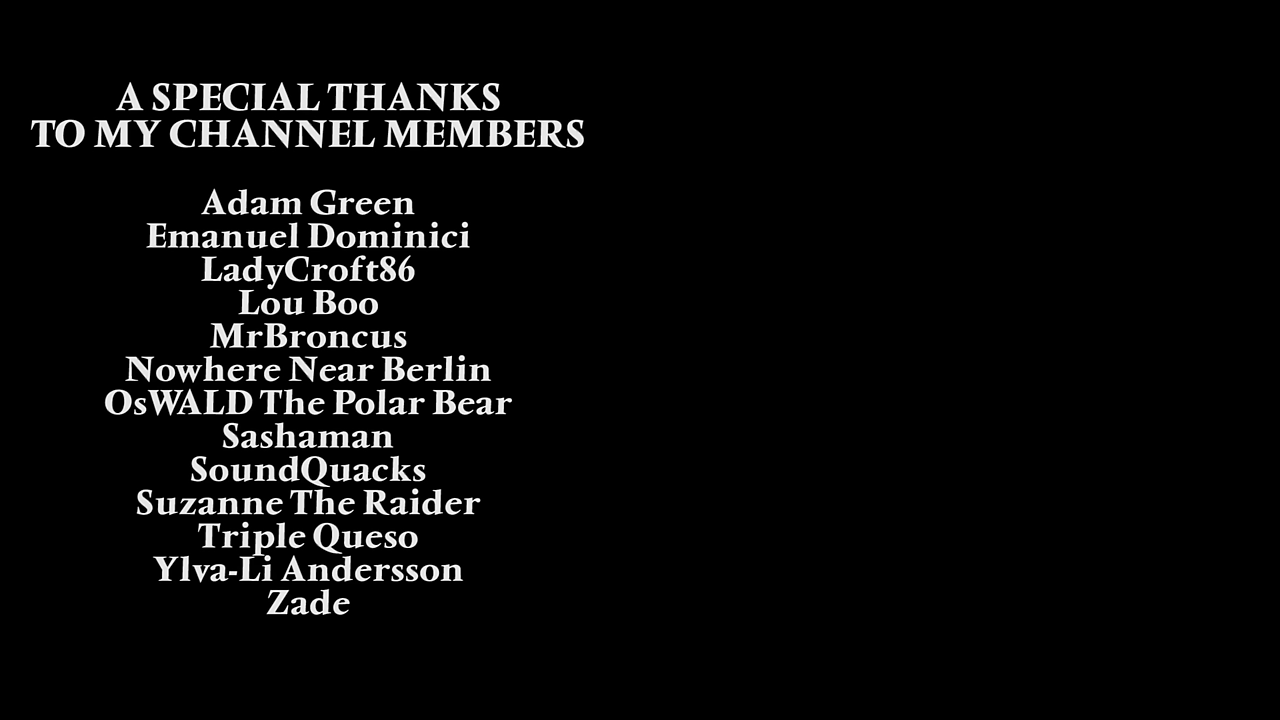 A SPECIAL THANKS
TO MY CHANNEL MEMBERS
Adam Green
Emanuel Dominici
LadyCroft86
Lou Boo
MrBroncus
Nowhere Near Berlin
OsWALD The Polar Bear
Sashaman
SoundQuacks
Suzanne The Raider
Triple Queso
Ylva-Li Andersson
Zade